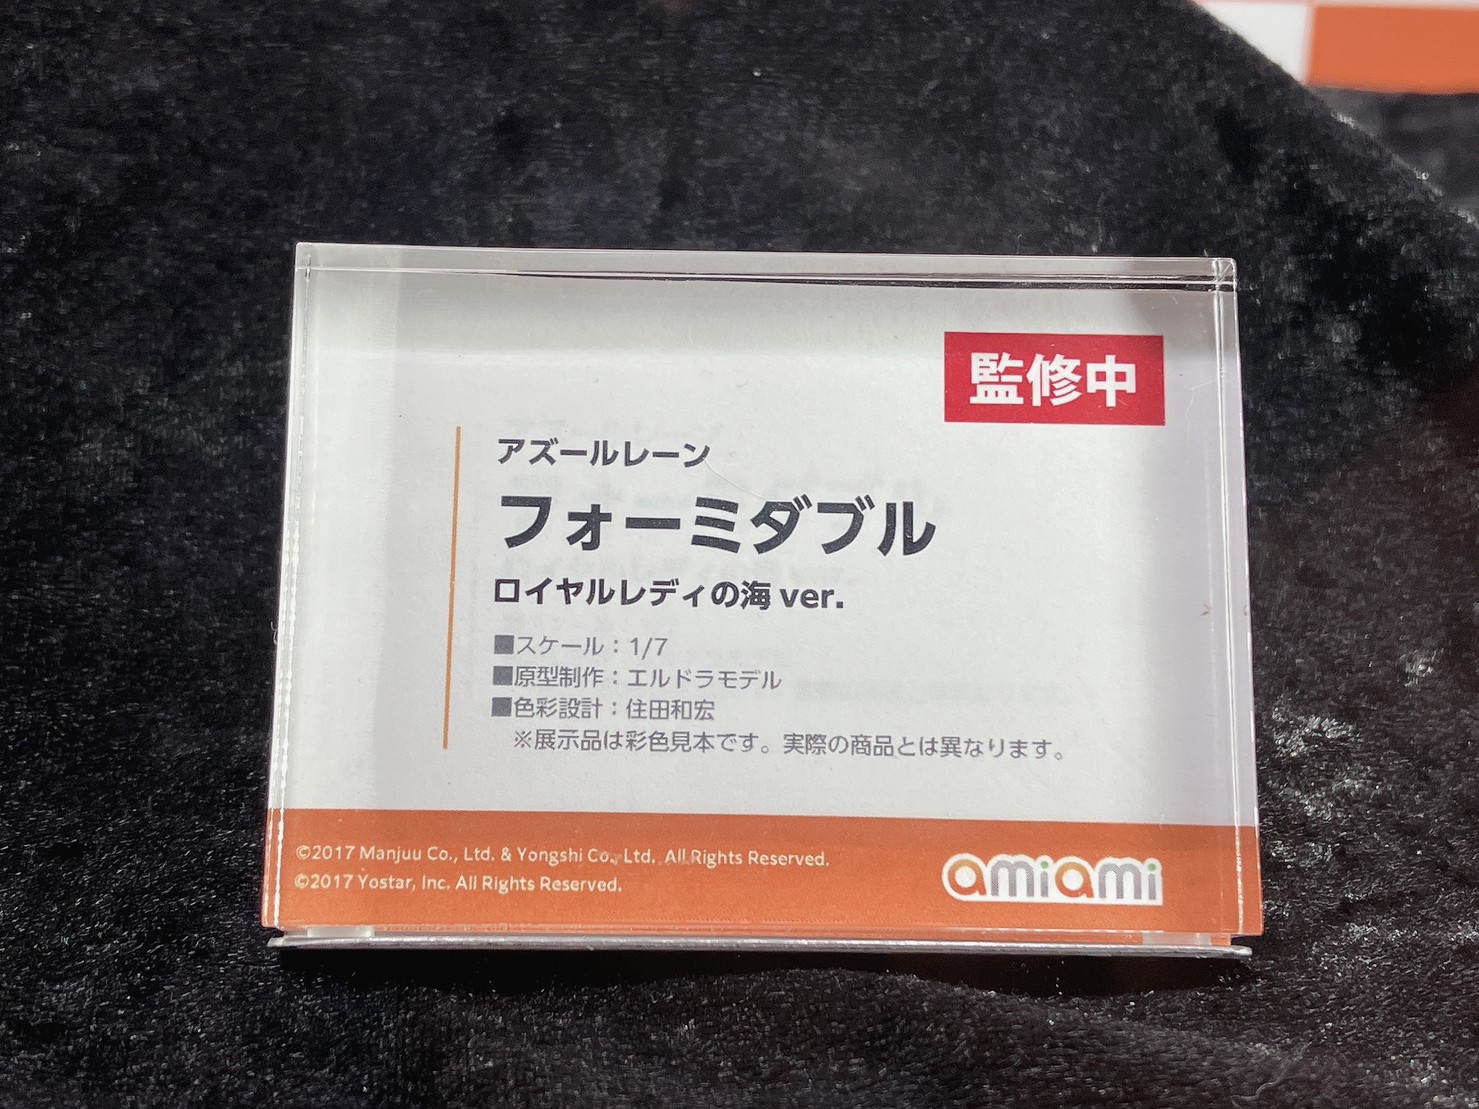 監修中
アズールレーン
フォーミダブル
ロイヤルレディの海 ver.
■スケール：1/7
■原型制作：エルドラモデル
■色彩設計：住田和宏
※展示品は彩色見本です。実際の商品とは異なります。
©2017 Manjuu Co., Ltd. & Yongshi Co., Ltd. All Rights Reserved.
©2017 Yostar, Inc. All Rights Reserved.
amiami